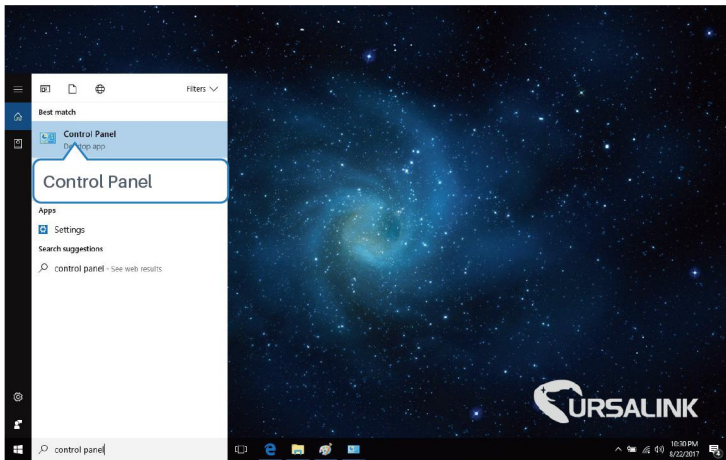 Filters
Best match
Control Panel
Desktop app
Control Panel
Apps
Settings
Search suggestions
control panel - See web results
URSALINK
control panel
10:30 PM
8/22/2017